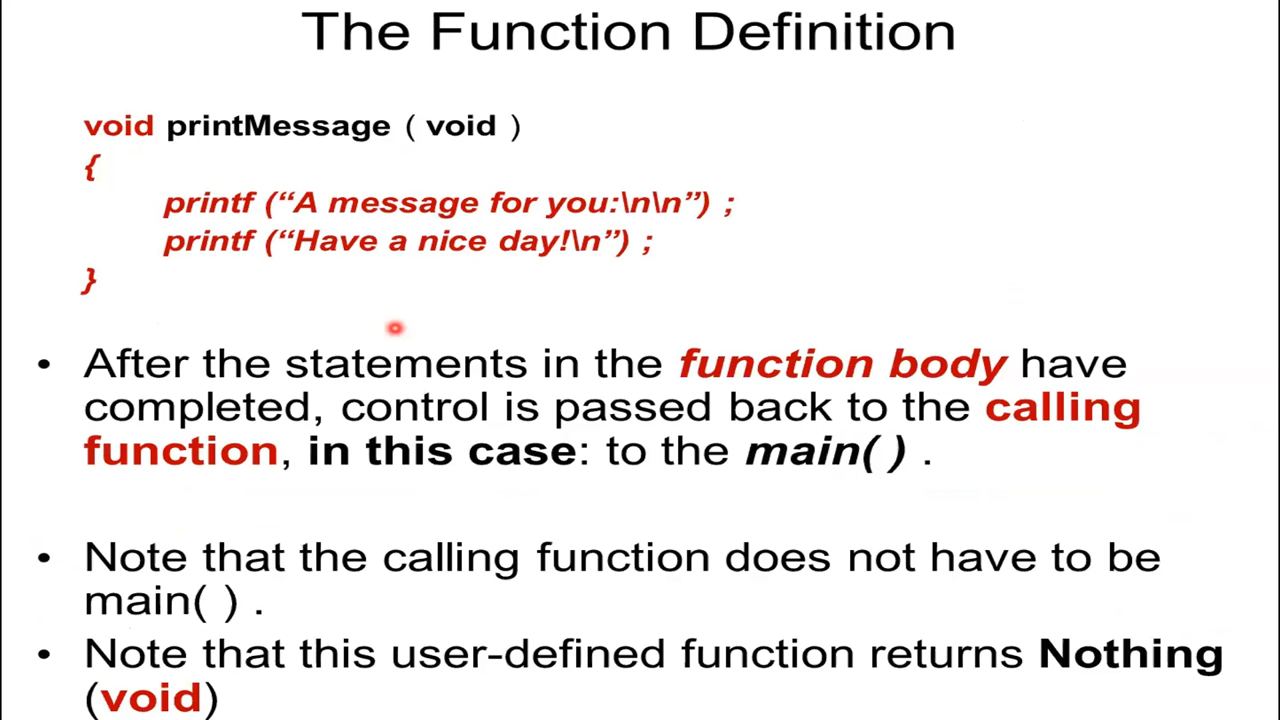 The Function Definition
void printMessage ( void )
{
printf (“A message for you:\n\n”) ;
printf (“Have a nice day!\n”) ;
}
• After the statements in the function body have
completed, control is passed back to the calling
function, in this case: to the main( ) .
• Note that the calling function does not have to be
main( ) .
• Note that this user-defined function returns Nothing
(void)